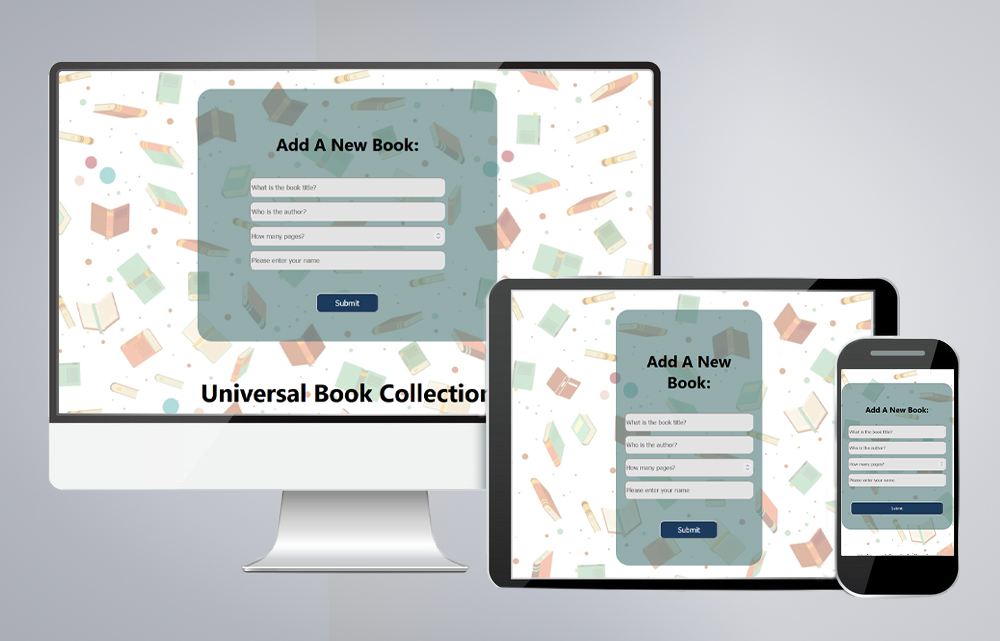 Add A New Book:
What is the book title?
Who is the author?
How many pages?
Please enter your name
Submit
Universal Book Collection
Add A New
Book:
What is the book title?
Who is the author?
How many pages?
Please enter your name
Submit
Add A New Book:
What is the book title?
Who is the author?
How many pages?
Please enter your name
Submit